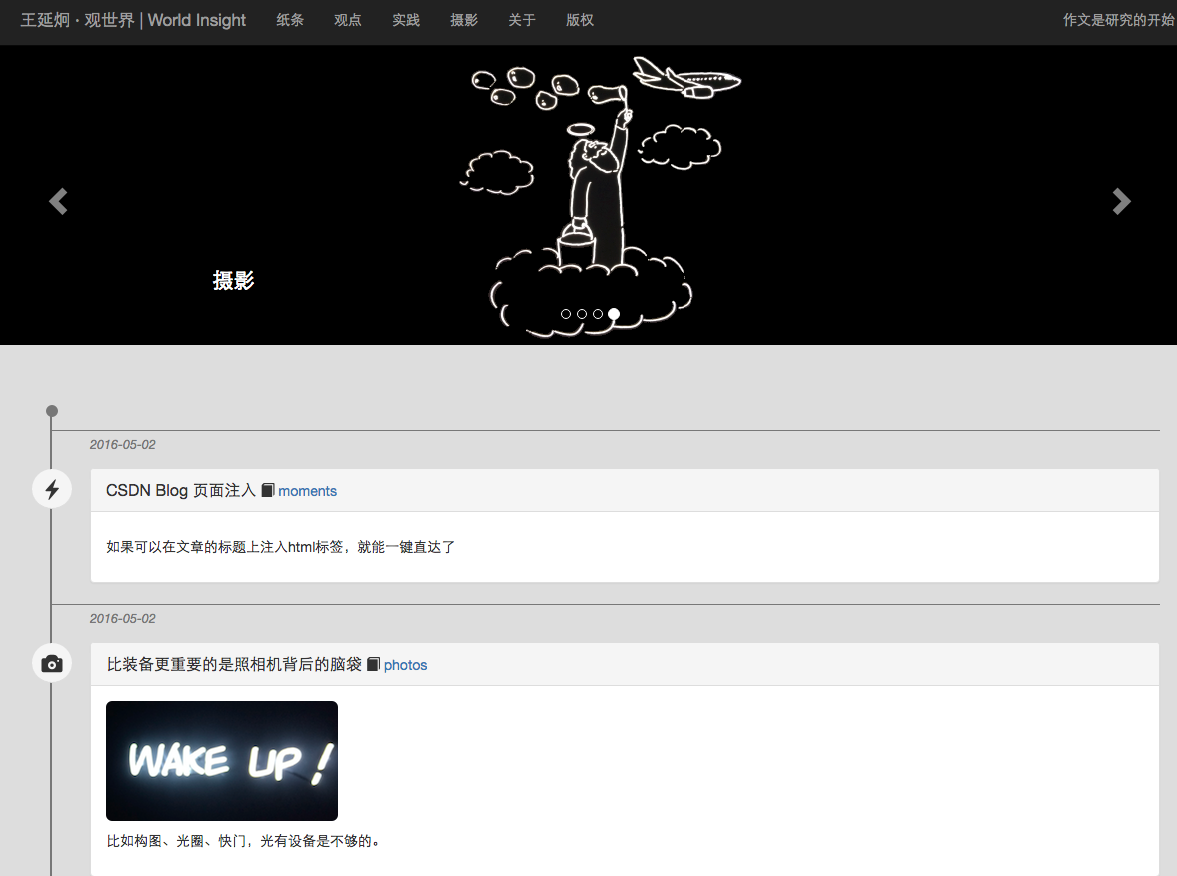 王延炯 · 观世界 | World Insight 纸条 观点 实践 摄影 关于 版权 作文是研究的开始
摄影
2016-05-02
CSDN Blog 页面注入 moments
如果可以在文章的标题上注入html标签，就能一键直达了
2016-05-02
比装备更重要的是照相机背后的脑袋 photos
WAKE UP!
比如构图、光圈、快门，光有设备是不够的。